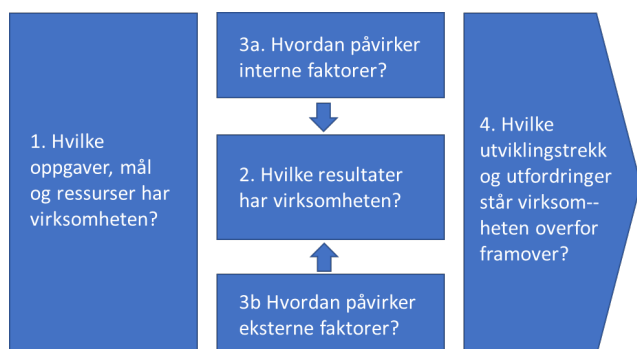 1. Hvilke
oppgaver, mål
og ressurser har
virksomheten?
3a. Hvordan påvirker
interne faktorer?
2. Hvilke resultater
har virksomheten?
3b Hvordan påvirker
eksterne faktorer?
4. Hvilke
utviklingstrekk
og utfordringer
står virksom--
heten overfor
framover?